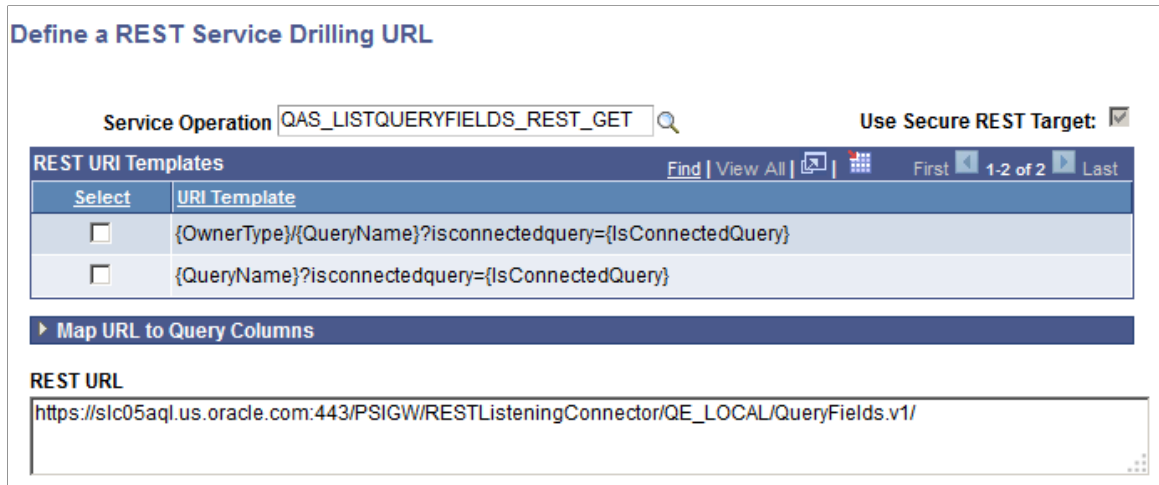 Define a REST Service Drilling URL
Service Operation QAS_LISTQUERYFIELDS_REST_GET Use Secure REST Target:
REST URI Templates Find | View All | | First 1-2 of 2 Last
Select URI Template
{OwnerType}/{QueryName}?isconnectedquery={IsConnectedQuery}
{QueryName}?isconnectedquery={IsConnectedQuery}
Map URL to Query Columns
REST URL
https://slc05aql.us.oracle.com:443/PSIGW/RESTListeningConnector/QE_LOCAL/QueryFields.v1/